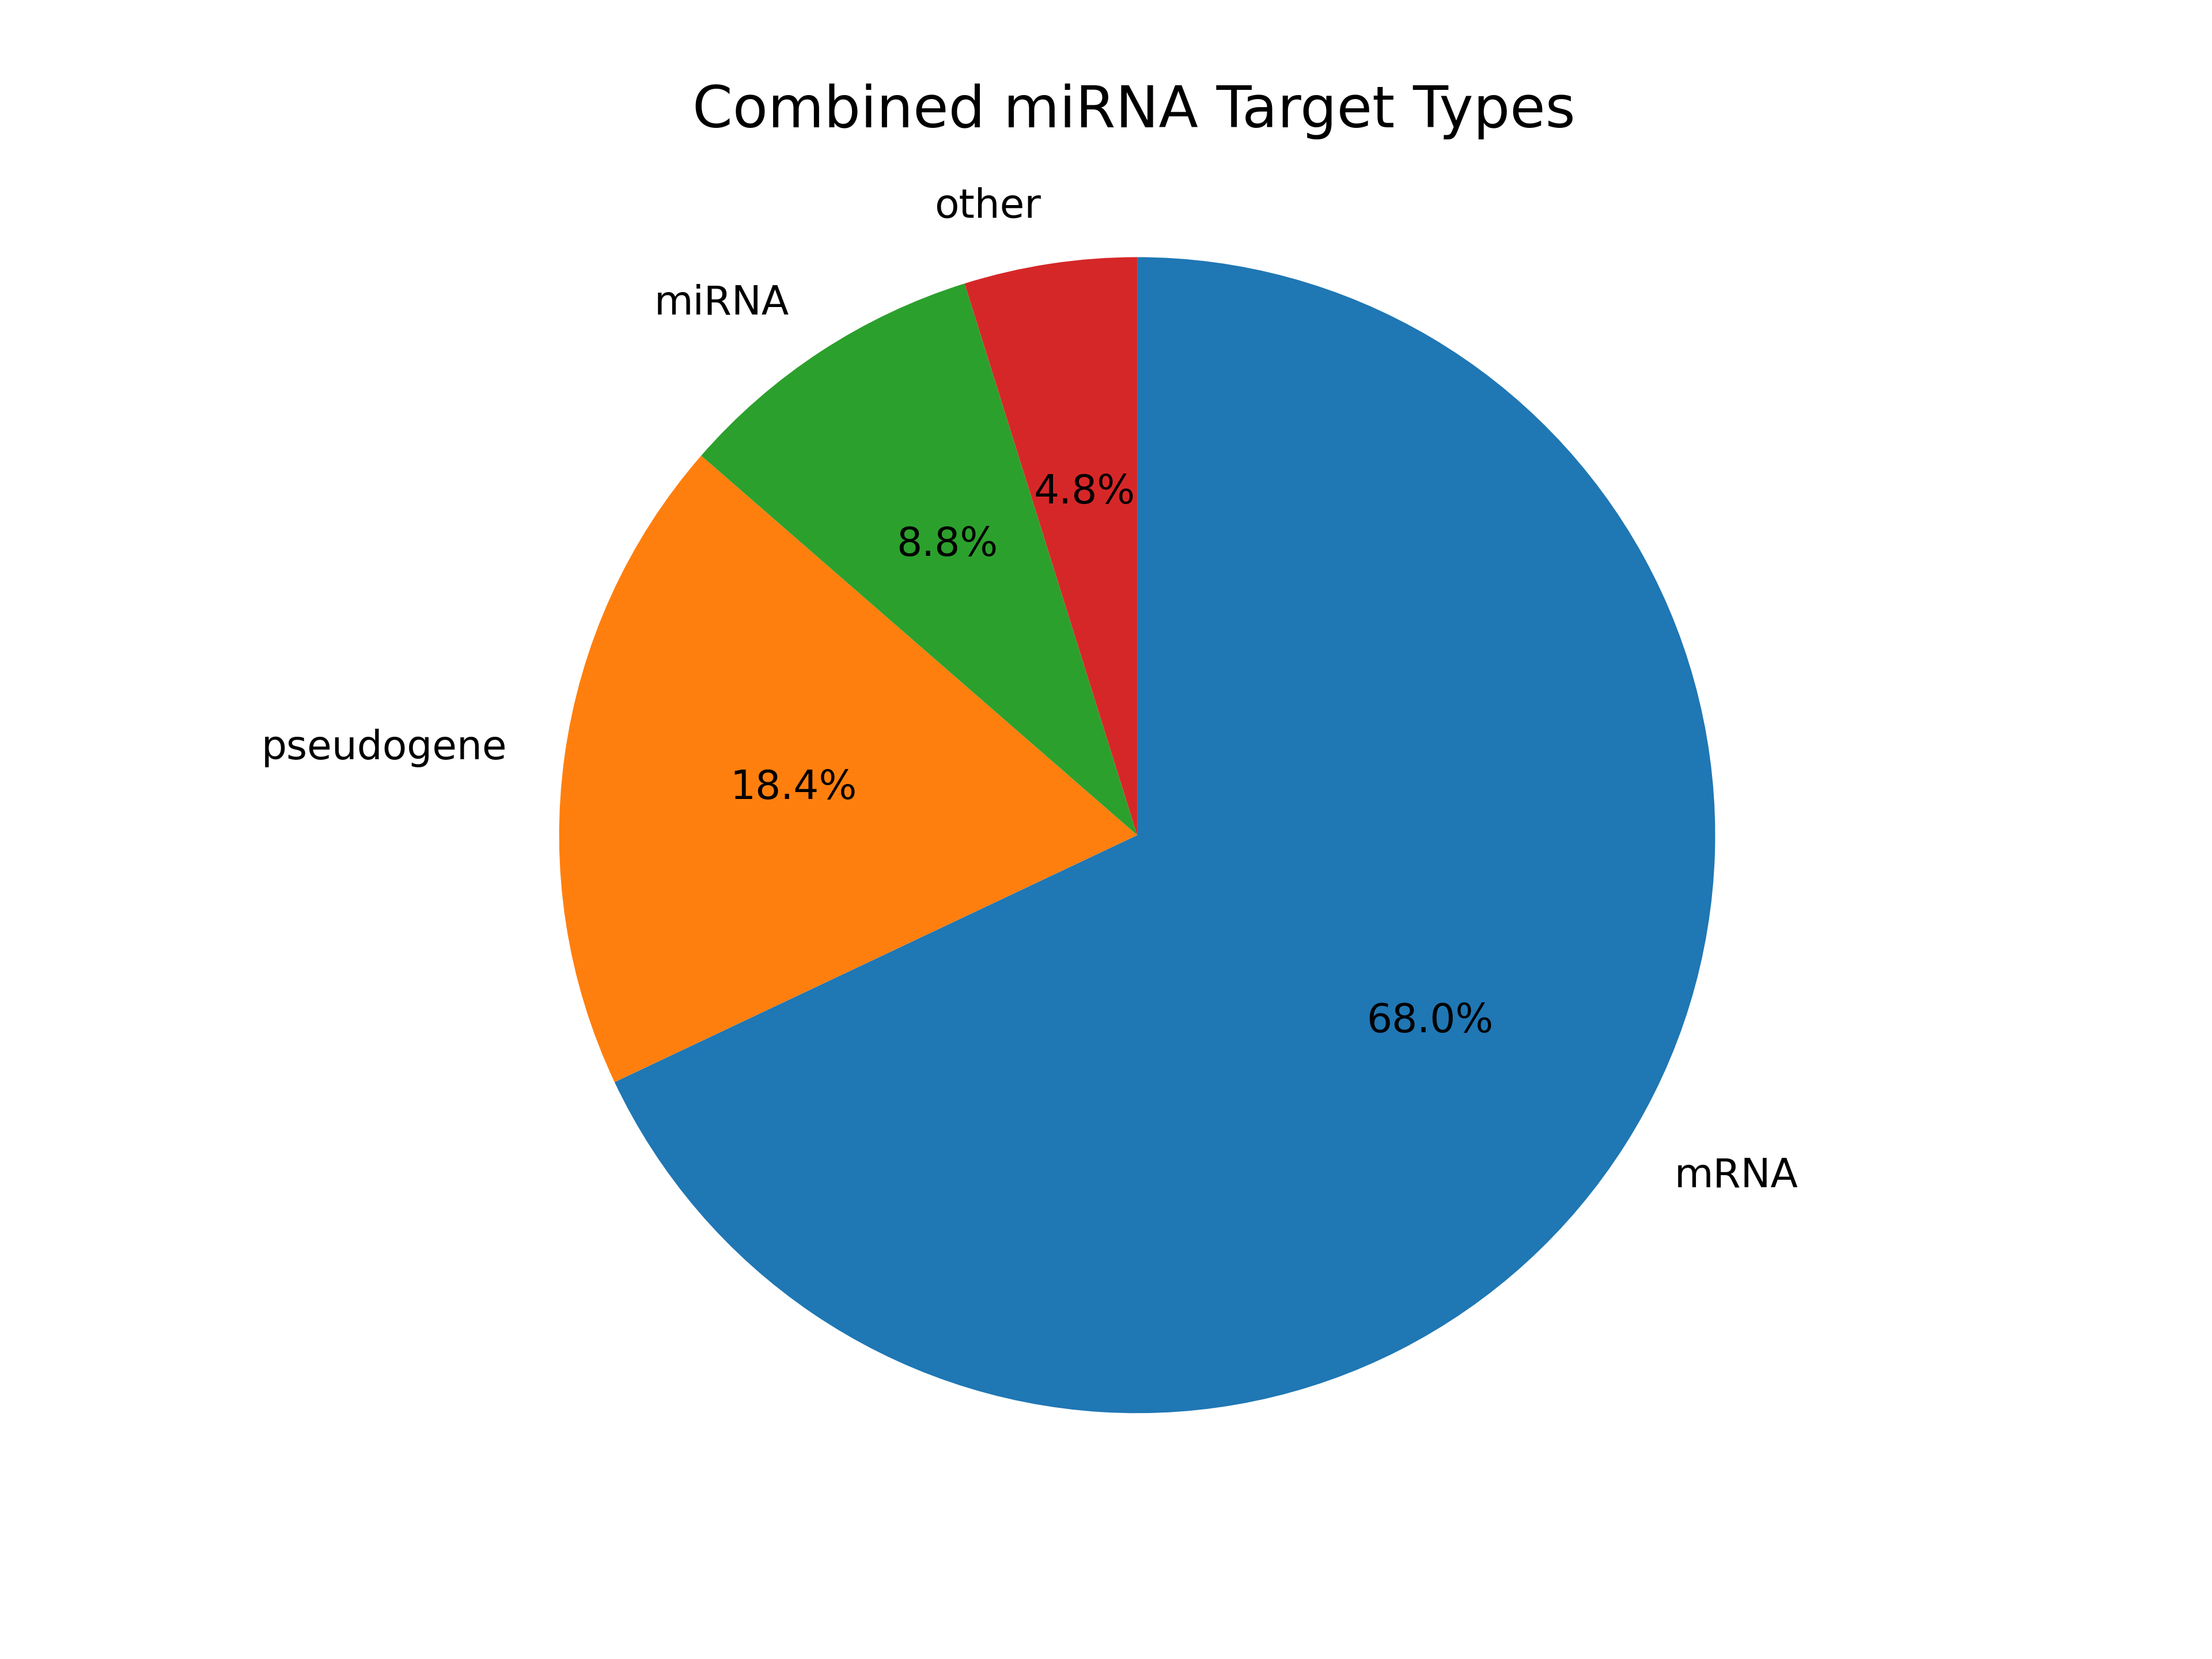 Combined miRNA Target Types
other
miRNA
4.8%
8.8%
pseudogene
18.4%
68.0%
mRNA